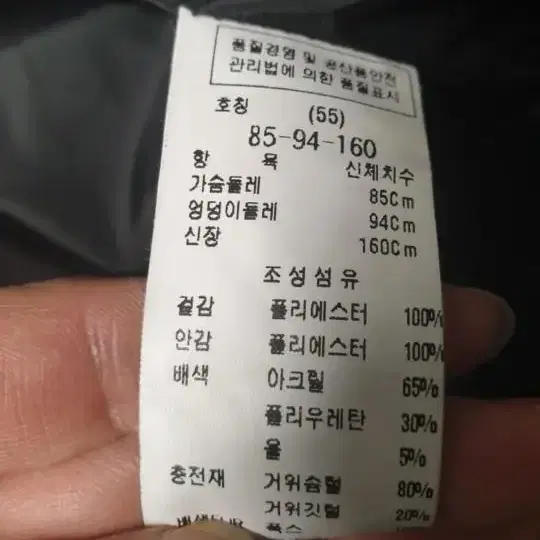 품질경영 및 공산품안전
관리법에 의한 품질표시
호칭 (55)
85-94-160
항 목 신체치수
가슴둘레 85Cm
엉덩이둘레 94Cm
신장 160Cm
조성섬유
겉감 폴리에스터 100%
안감 폴리에스터 100%
배색 아크릴 65%
폴리우레탄 30%
울 5%
충전재 거위솜털 80%
거위깃털 20%